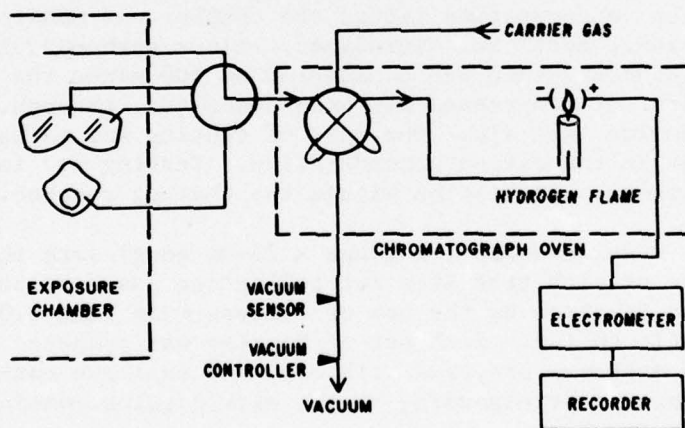 CARRIER GAS
HYDROGEN FLAME
CHROMATOGRAPH OVEN
EXPOSURE
CHAMBER
VACUUM
SENSOR
VACUUM
CONTROLLER
VACUUM
ELECTROMETER
RECORDER